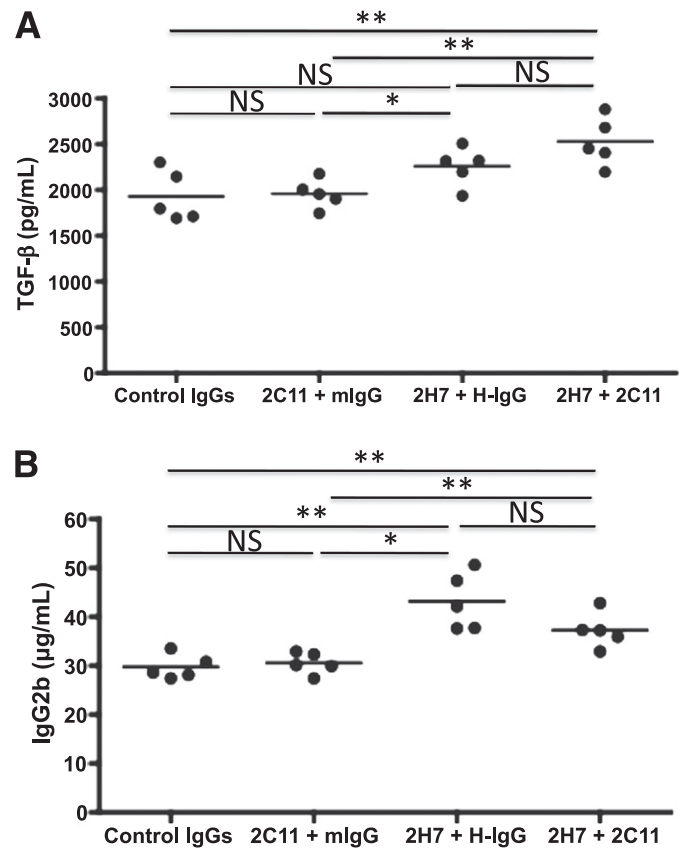 A
**
**
NS
NS
NS
*
3000
2500
2000
1500
1000
500
0
TGF-β (pg/mL)
Control IgGs 2C11 + mIgG 2H7 + H-IgG 2H7 + 2C11
B
**
**
**
NS
NS
*
60
50
40
30
20
10
0
IgG2b (μg/mL)
Control IgGs 2C11 + mIgG 2H7 + H-IgG 2H7 + 2C11